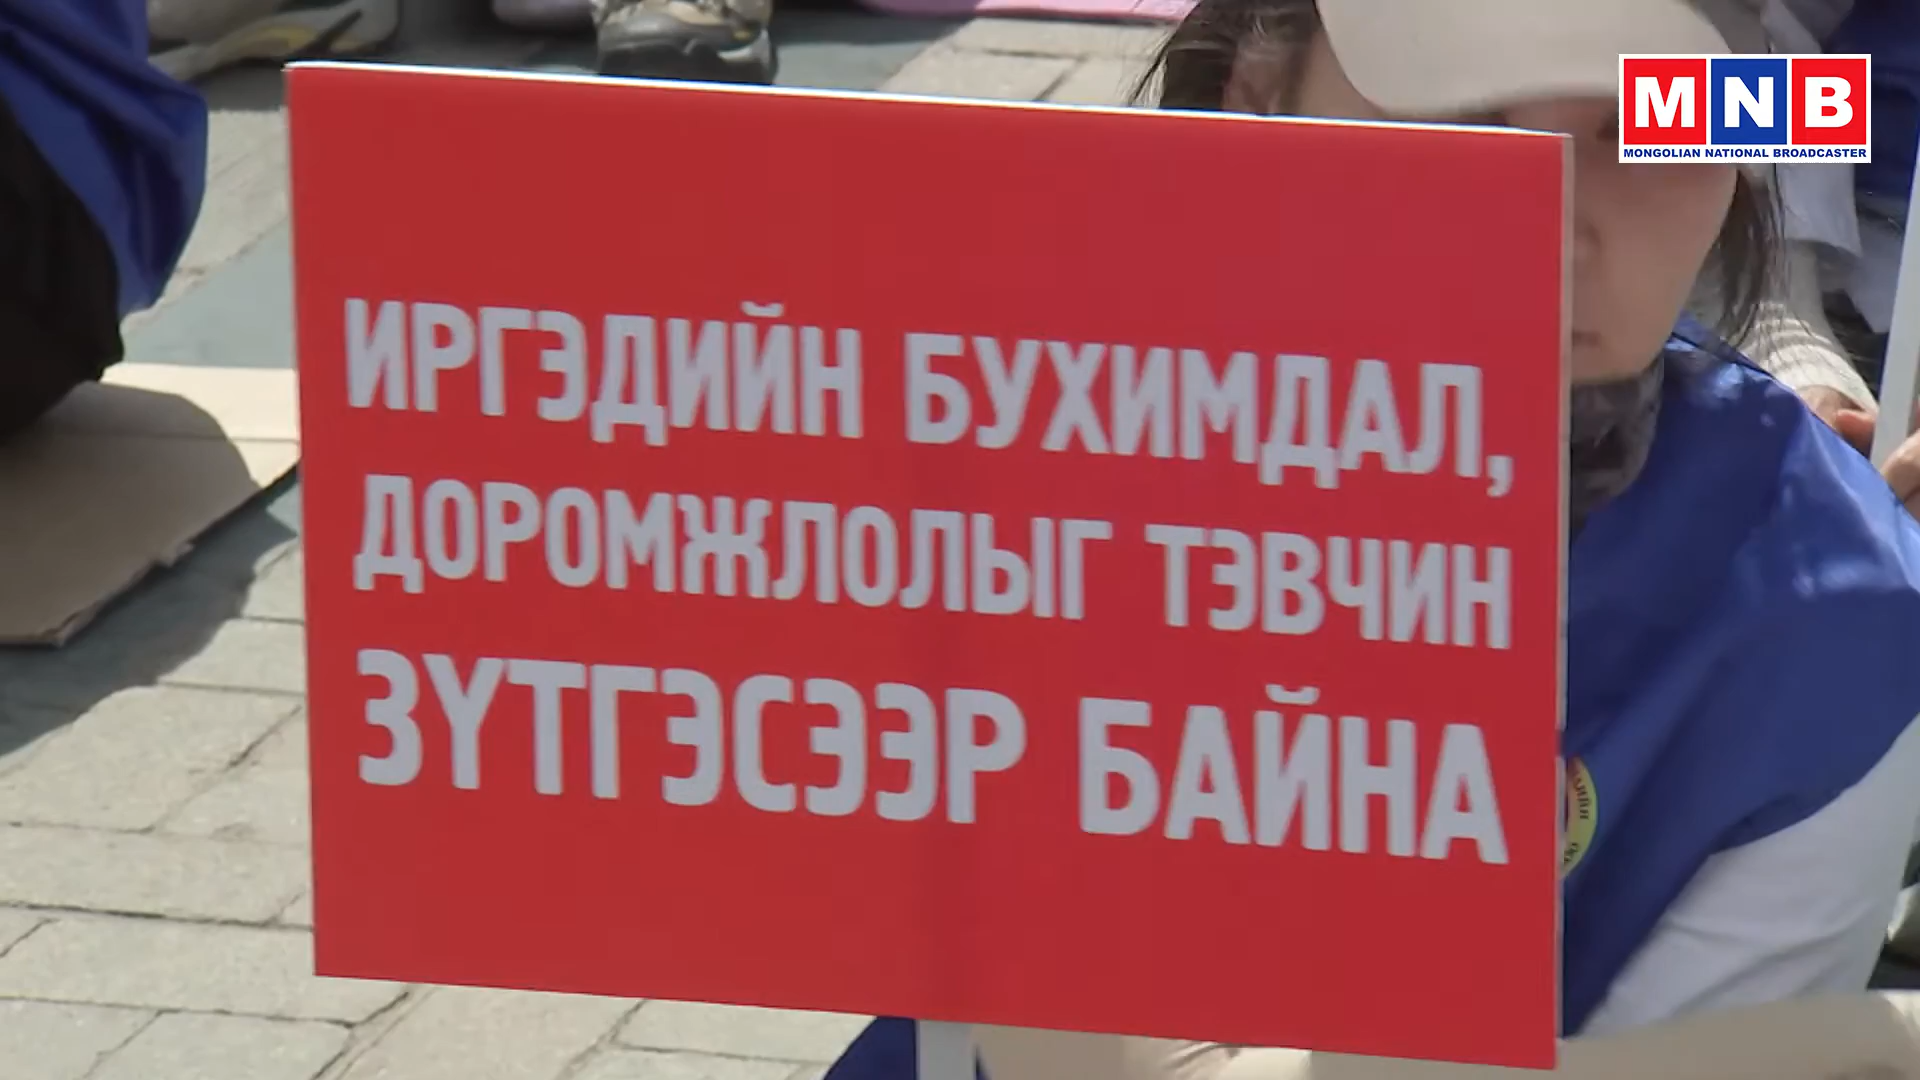 MNB
MONGOLIAN NATIONAL BROADCASTER
ИРГЭДИЙН БУХИМДАЛ,
ДОРОМЖЛОЛЫГ ТЭВЧИН
ЗҮТГЭСЭЭР БАЙНА